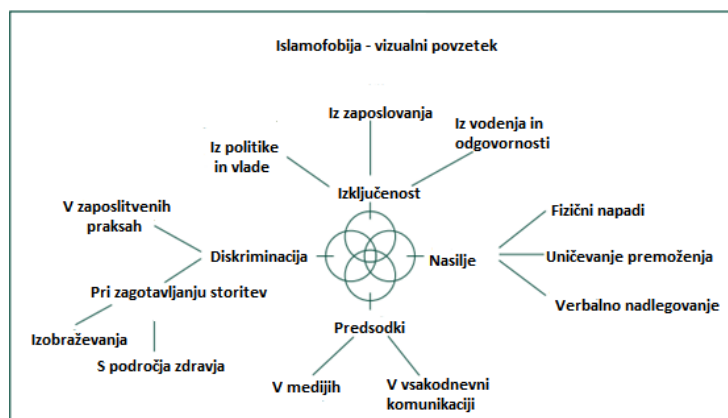 Islamofobija - vizualni povzetek
Iz zaposlovanja
Iz politike
in vlade
Iz vodenja in
odgovornosti
Izključenost
V zaposlitvenih
praksah
Diskriminacija
Pri zagotavljanju storitev
Izobraževanja
S področja zdravja
Nasilje
Fizični napadi
Uničevanje premoženja
Verbalno nadlegovanje
Predsodki
V medijih
V vsakodnevni
komunikaciji